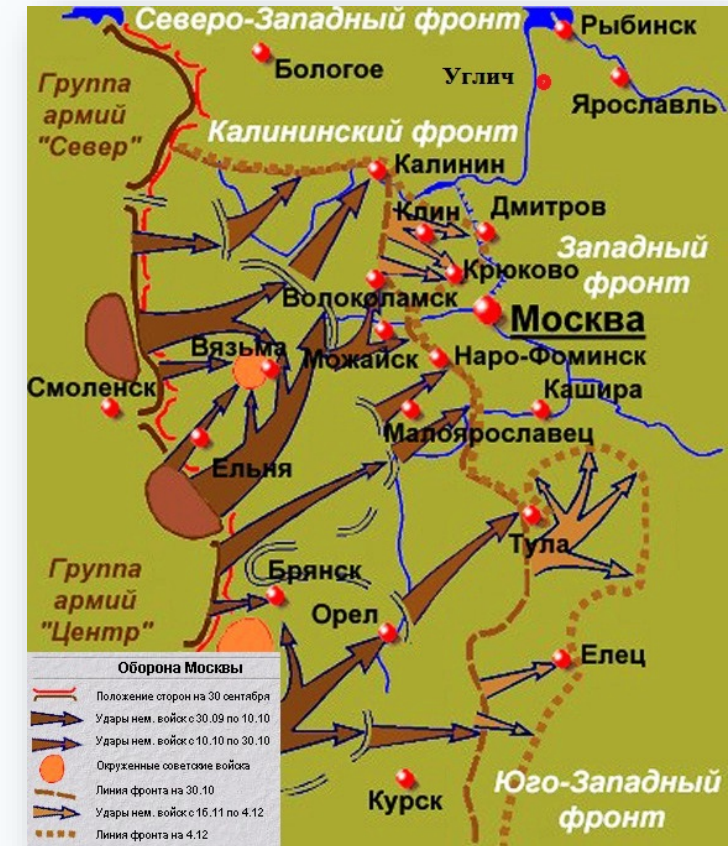 Северо-Западный фронт
Рыбинск
Бологое
Углич
Ярославль
Группа
армий
"Север"
Калининский фронт
Калинин
Клин
Дмитров
Западный
фронт
Крюково
Волоколамск
Москва
Вязьма
Можайск
Наро-Фоминск
Смоленск
Кашира
Малоярославец
Ельня
Тула
Группа
армий
"Центр"
Брянск
Орел
Елец
Курск
Юго-Западный
фронт
Оборона Москвы
Положение сторон на 30 сентября
Удары нем. войск с 30.09 по 10.10
Удары нем. войск с 10.10 по 30.10
Окруженные советские войска
Линия фронта на 30.10
Удары нем. войск с 16.11 по 4.12
Линия фронта на 4.12